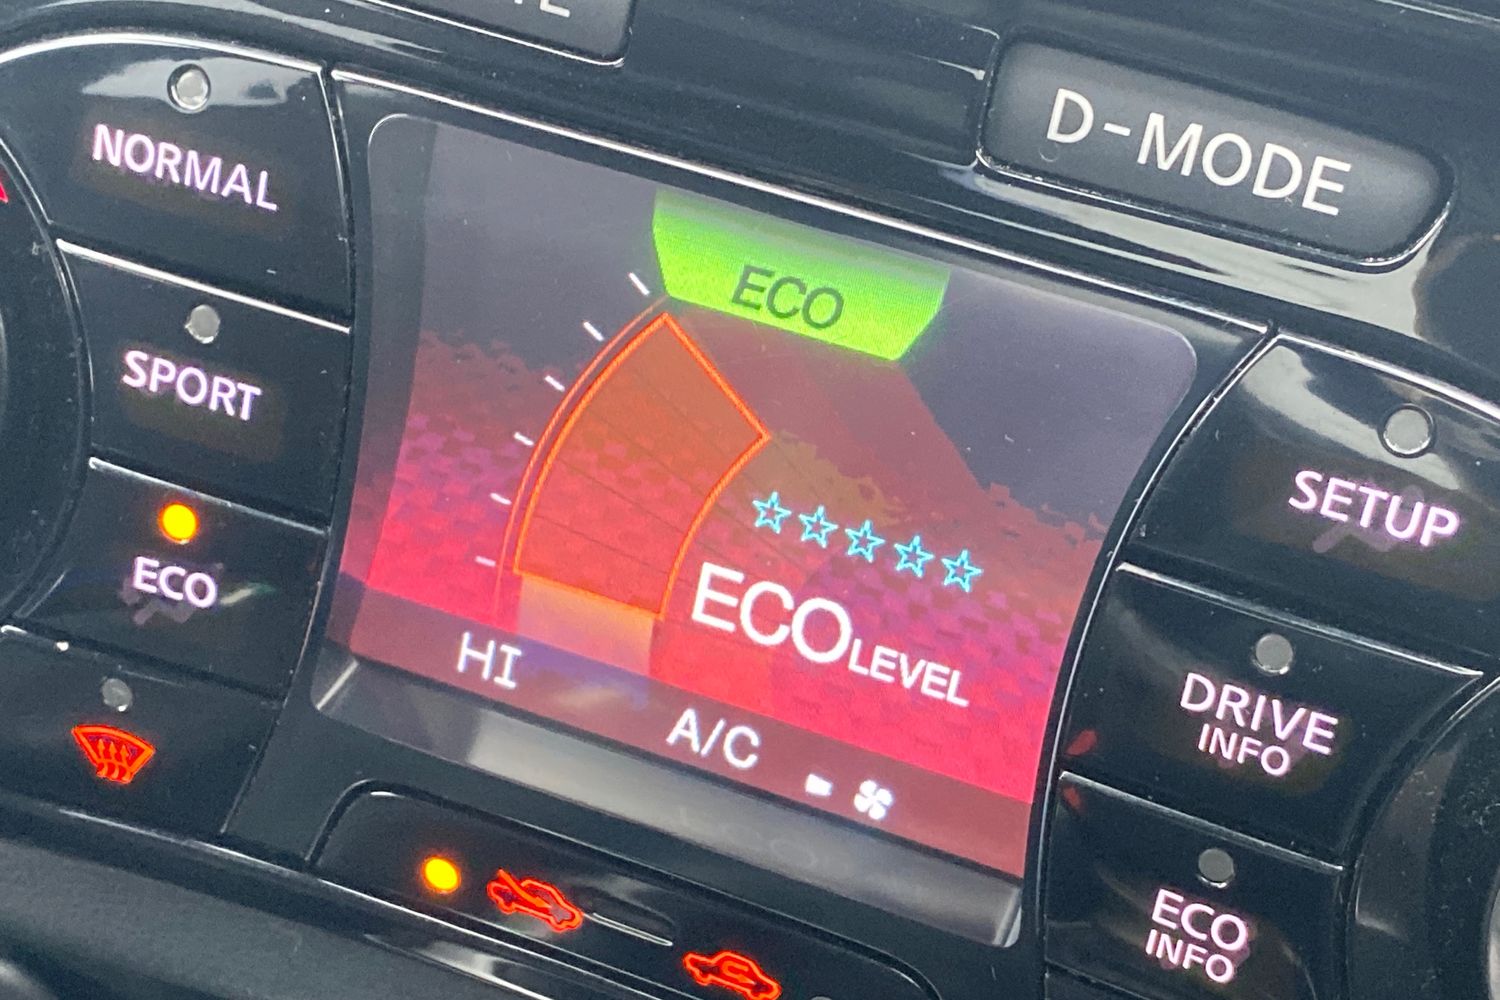 D-MODE
NORMAL
SPORT
ECO
ECO
ECO LEVEL
HI
A/C
SETUP
DRIVE
INFO
ECO
INFO